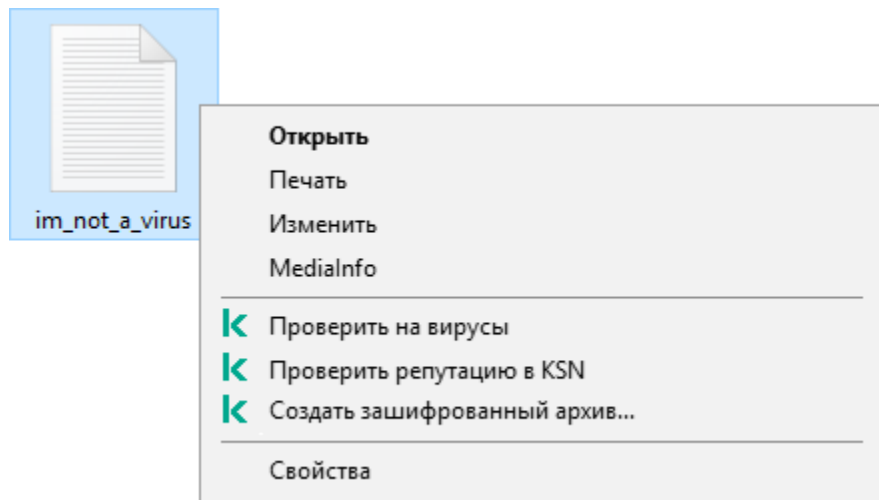 im_not_a_virus
Открыть
Печать
Изменить
MediaInfo
Проверить на вирусы
Проверить репутацию в KSN
Создать зашифрованный архив...
Свойства